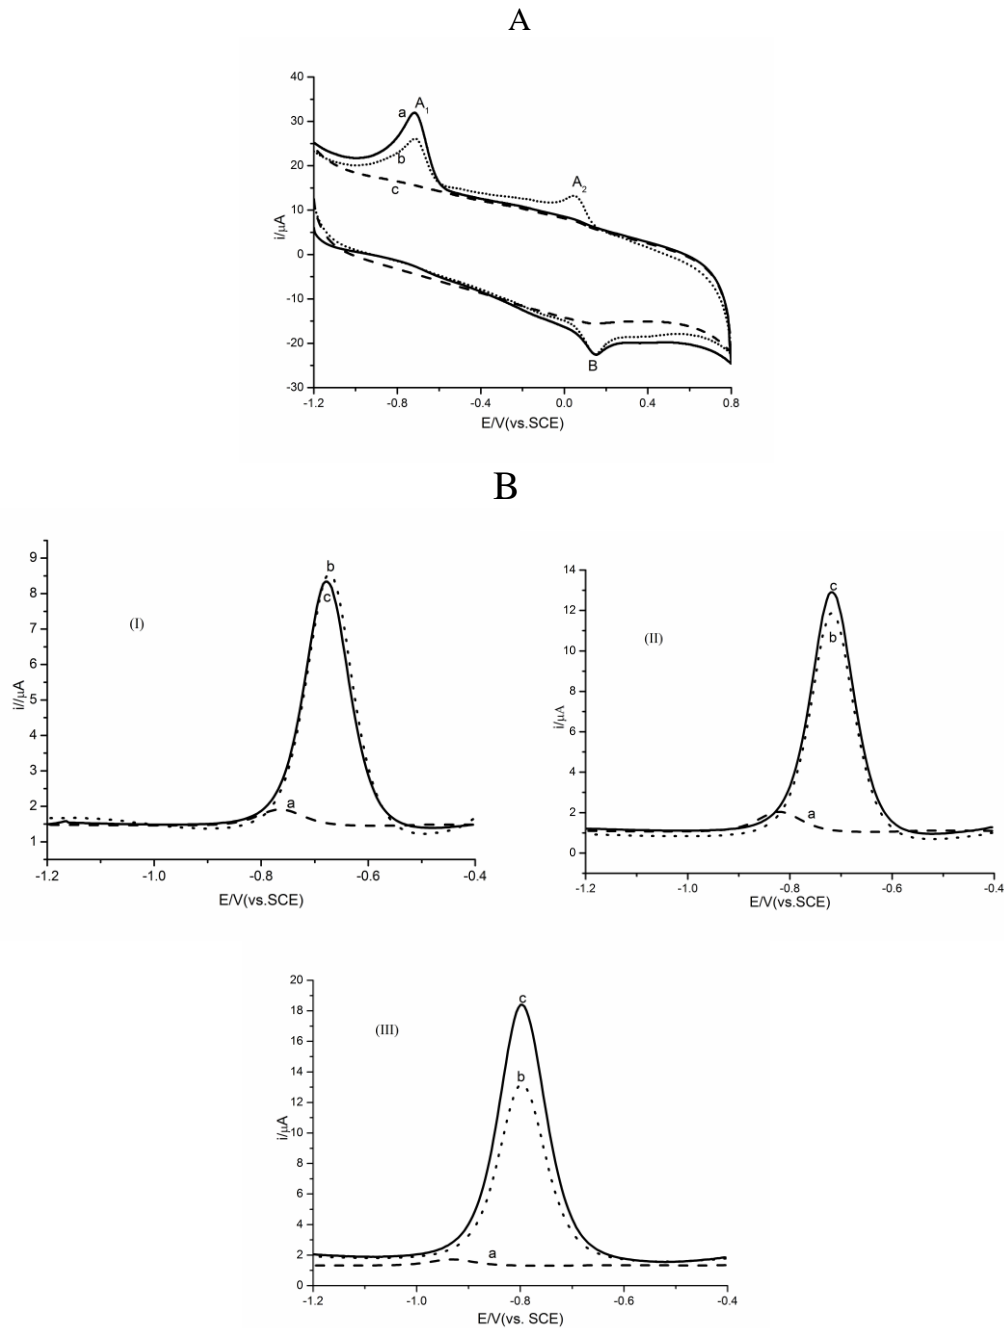 A
40
30
20
10
0
-10
-20
-30
i/μA
a
A1
b
c
A2
B
-1.2 -0.8 -0.4 0.0 0.4 0.8
E/V(vs.SCE)
B
9
8
7
6
5
4
3
2
1
i//μA
(I)
b
c
a
-1.2 -1.0 -0.8 -0.6 -0.4
E/V(vs.SCE)
14
12
10
8
6
4
2
0
i/μA
(II)
c
b
a
-1.2 -1.0 -0.8 -0.6 -0.4
E/V(vs.SCE)
20
18
16
14
12
10
8
6
4
2
0
i/μA
(III)
c
b
a
-1.2 -1.0 -0.8 -0.6 -0.4
E/V(vs. SCE)